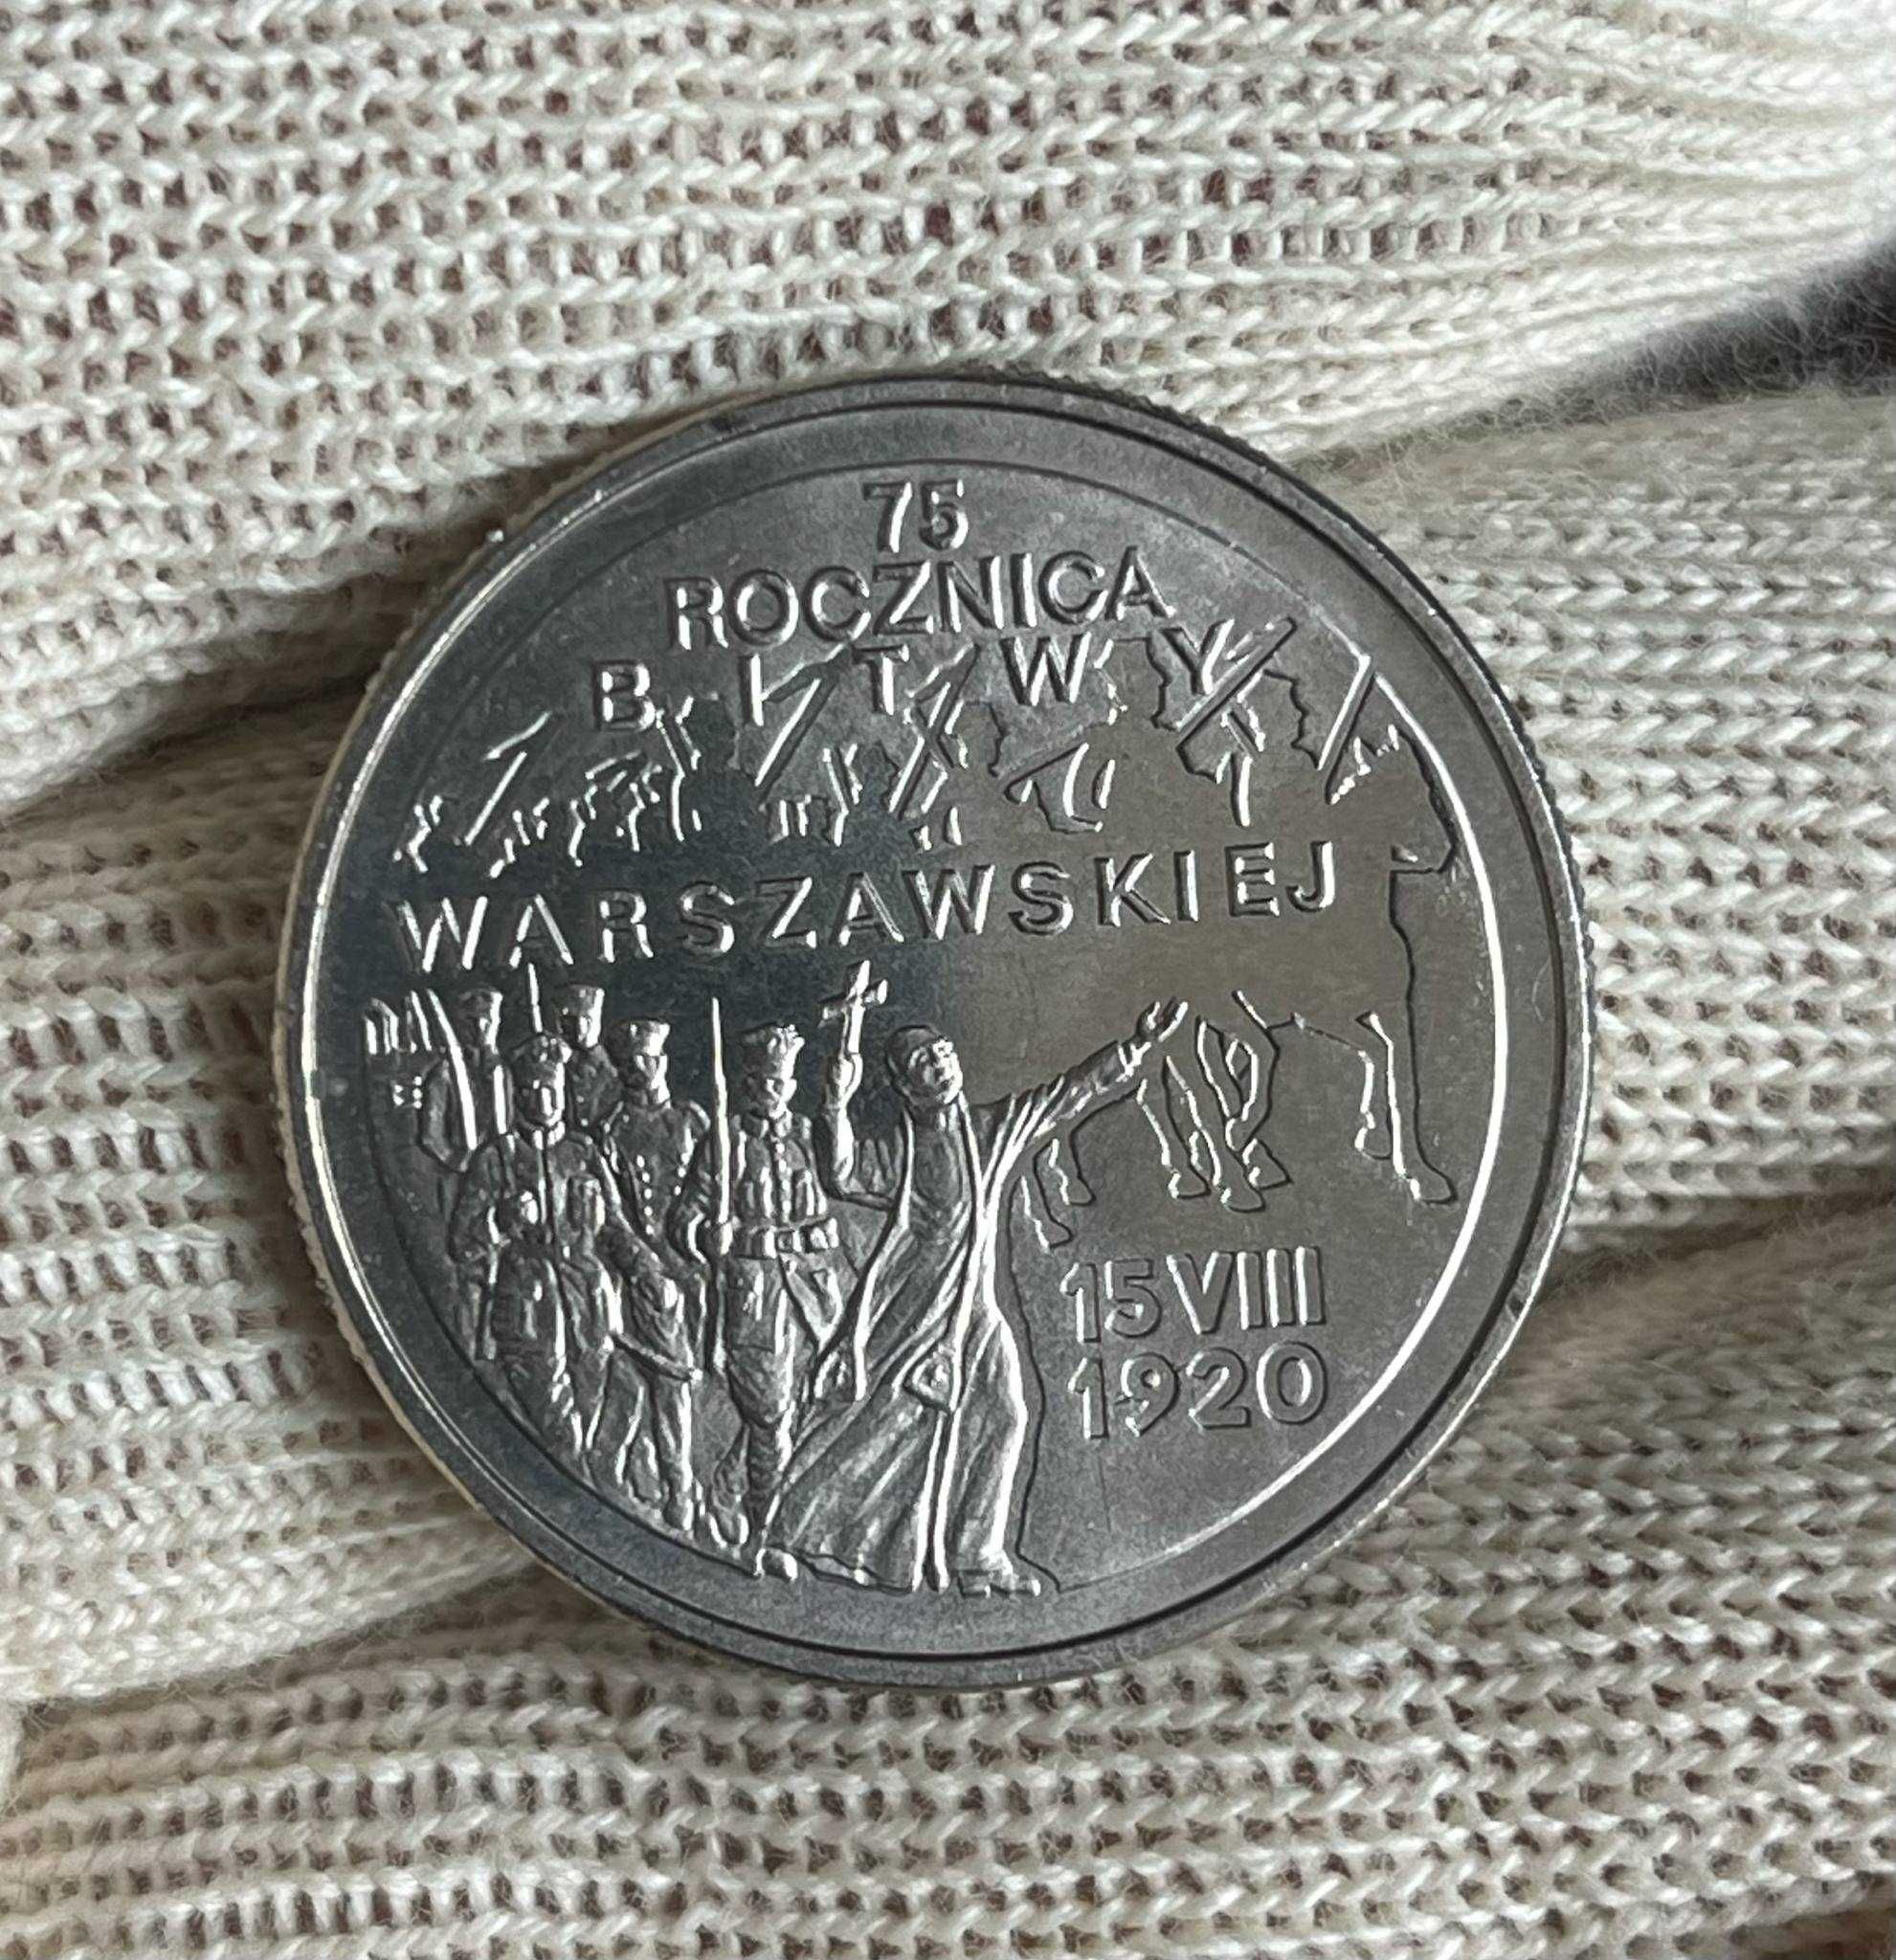 75
ROCZNICA
BITWY
WARSZAWSKIEJ
15 VIII
1920